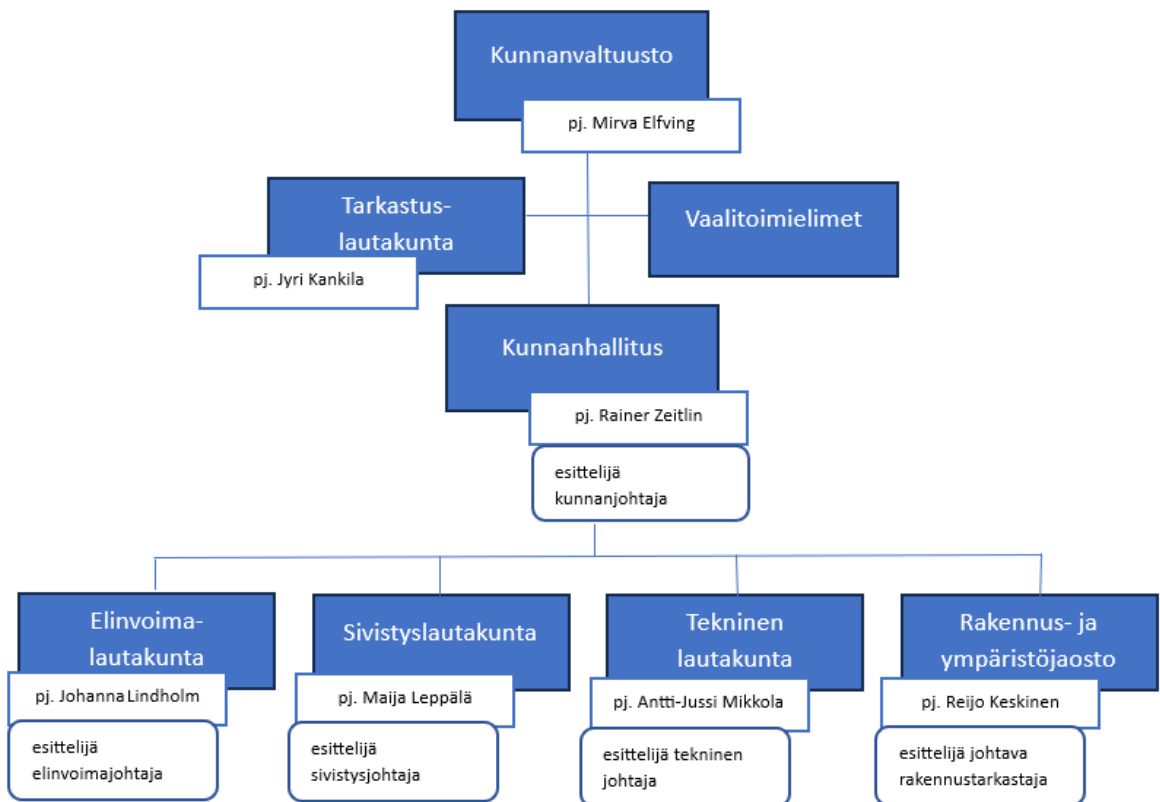 Kunnanvaltuusto
pj. Mirva Elfving
Tarkastus-
lautakunta
pj. Jyri Kankila
Vaalitoimielimet
Kunnanhallitus
pj. Rainer Zeitlin
esittelijä
kunnanjohtaja
Elinvoima-
lautakunta
pj. Johanna Lindholm
esittelijä
elinvoimajohtaja
Sivistyslautakunta
pj. Maija Leppälä
esittelijä
sivistysjohtaja
Tekninen
lautakunta
pj. Antti-Jussi Mikkola
esittelijä tekninen
johtaja
Rakennus- ja
ympäristöjaosto
pj. Reijo Keskinen
esittelijä johtava
rakennustarkastaja